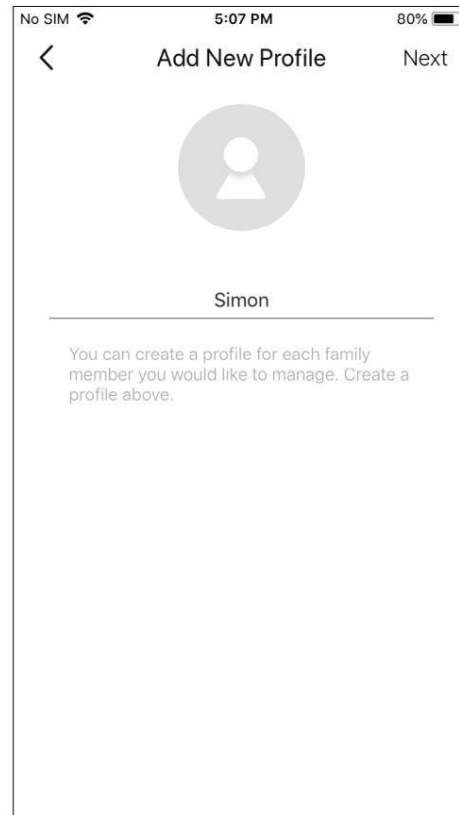 No SIM 5:07 PM 80%
Add New Profile Next
Simon
You can create a profile for each family
member you would like to manage. Create a
profile above.